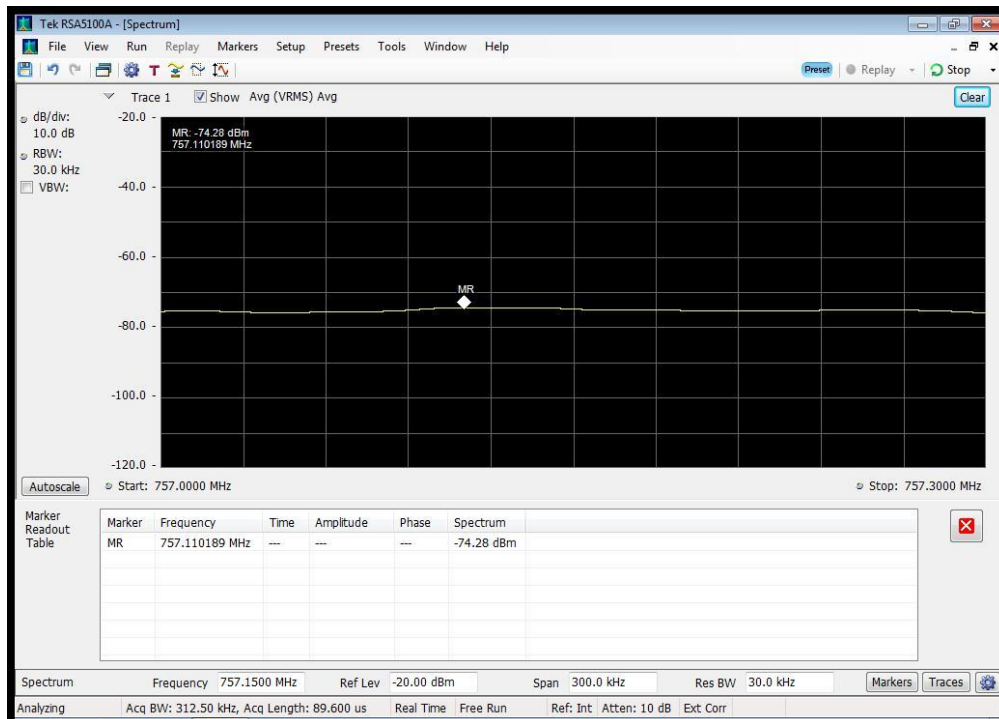 Tek RSA5100A - [Spectrum]
File View Run Replay Markers Setup Presets Tools Window Help
T Preset Replay Stop
Trace 1 Show Avg (VRMS) Avg Clear
dB/div:
10.0 dB
RBW:
30.0 kHz
VBW:
-20.0 -
MR: -74.28 dBm
757.110189 MHz
-40.0 -
-60.0 -
MR
-80.0 -
-100.0 -
-120.0 -
Autoscale Start: 757.0000 MHz Stop: 757.3000 MHz
Marker
Readout
Table
Marker Frequency Time Amplitude Phase Spectrum
MR 757.110189 MHz --- --- --- -74.28 dBm
Spectrum Frequency 757.1500 MHz Ref Lev -20.00 dBm Span 300.0 kHz Res BW 30.0 kHz Markers Traces
Analyzing Acq BW: 312.50 kHz, Acq Length: 89.600 us Real Time Free Run Ref: Int Atten: 10 dB Ext Corr